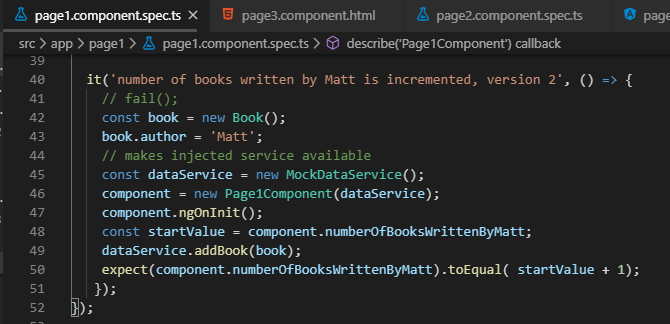 page1.component.spec.ts page3.component.html page2.component.spec.ts page
src > app > page1 > page1.component.spec.ts > describe('Page1Component') callback
39
40 it('number of books written by Matt is incremented, version 2', () => {
41 // fail();
42 const book = new Book();
43 book.author = 'Matt';
44 // makes injected service available
45 const dataService = new MockDataService();
46 component = new Page1Component(dataService);
47 component.ngOnInit();
48 const startValue = component.numberOfBooksWrittenByMatt;
49 dataService.addBook(book);
50 expect(component.numberOfBooksWrittenByMatt).toEqual( startValue + 1);
51 });
52 });
53